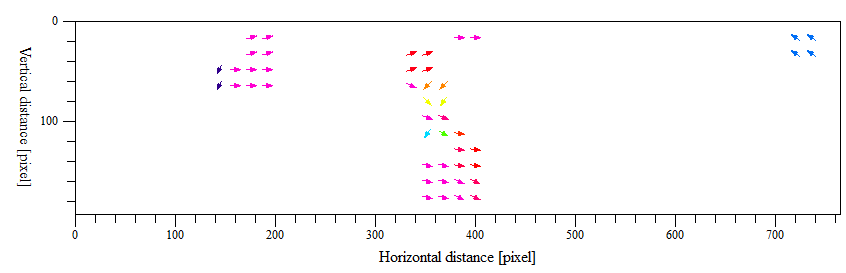 0
100
Vertical distance [pixel]
0 100 200 300 400 500 600 700
Horizontal distance [pixel]